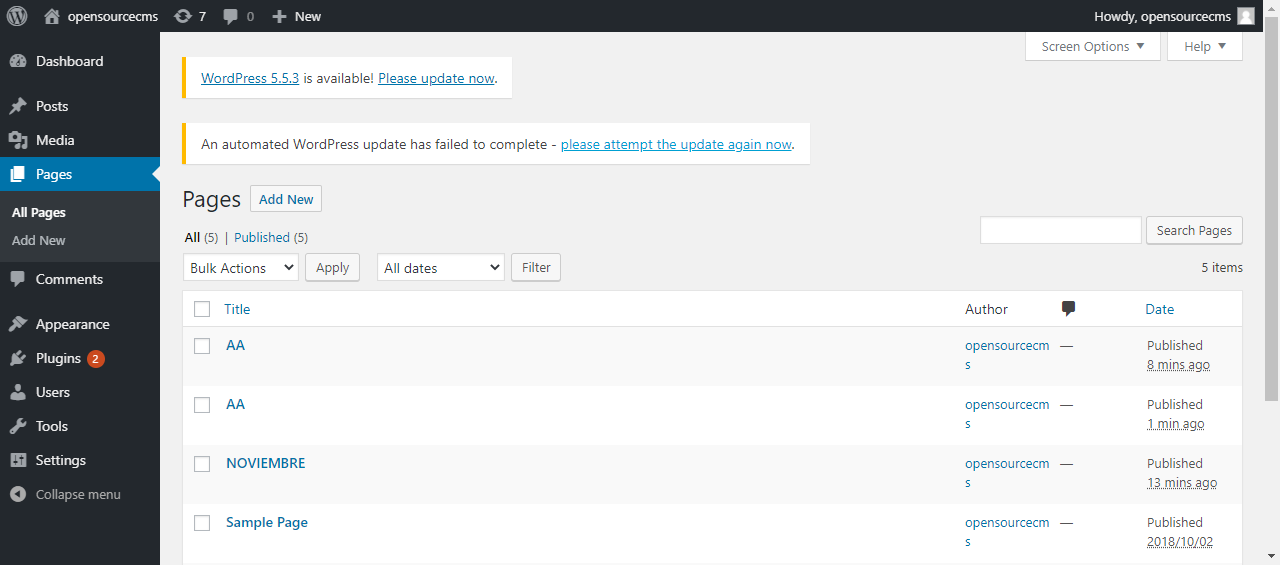 opensourcecms 7 0 New Howdy, opensourcecms
Screen Options Help
Dashboard
Posts
Media
Pages
All Pages
Add New
Comments
Appearance
Plugins 2
Users
Tools
Settings
Collapse menu
WordPress 5.5.3 is available! Please update now.
An automated WordPress update has failed to complete - please attempt the update again now.
Pages Add New
All (5) | Published (5)
Search Pages
Bulk Actions Apply All dates Filter 5 items
Title Author Date
AA opensourcecm — Published
s 8 mins ago
AA opensourcecm — Published
s 1 min ago
NOVIEMBRE opensourcecm — Published
s 13 mins ago
Sample Page opensourcecm — Published
s 2018/10/02